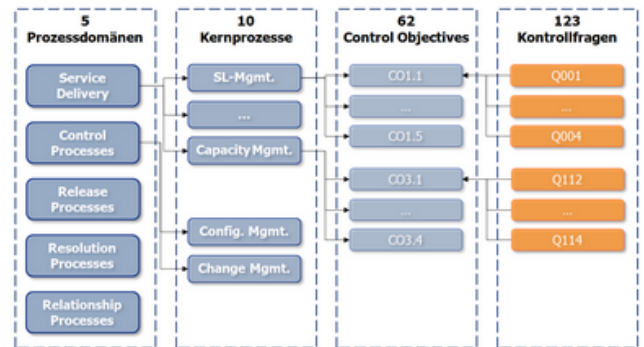 5
Prozessdomänen
Service
Delivery
Control
Processes
Release
Processes
Resolution
Processes
Relationship
Processes
10
Kernprozesse
SL-Mgmt.
...
Capacity Mgmt.
Config. Mgmt.
Change Mgmt.
62
Control Objectives
CO1.1
...
CO1.5
CO3.1
...
CO3.4
123
Kontrollfragen
Q001
...
Q004
Q112
...
Q114